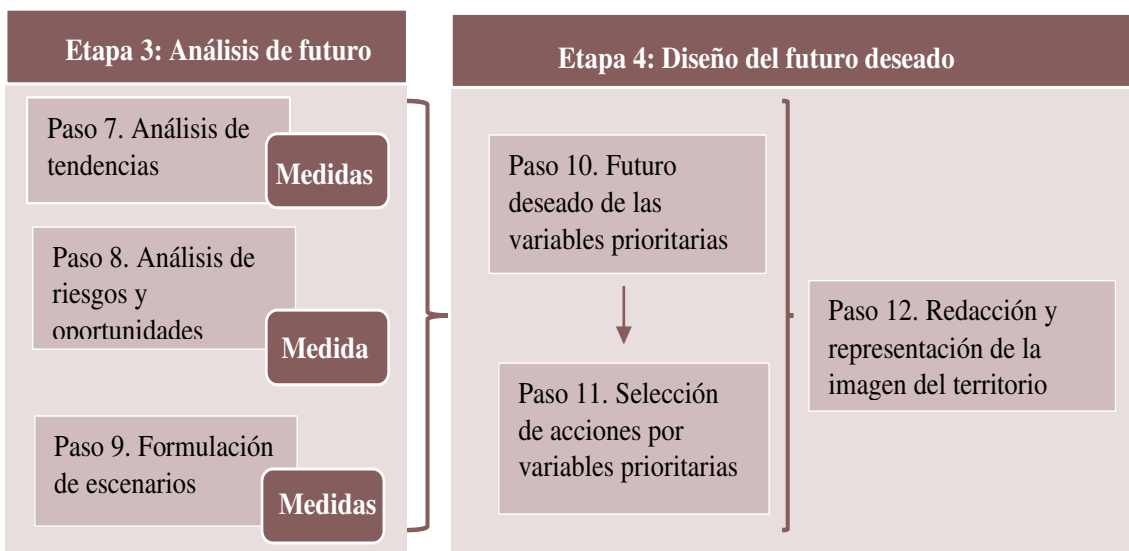 Etapa 3: Análisis de futuro
Paso 7. Análisis de
tendencias
Medidas
Paso 8. Análisis de
riesgos y
oportunidades
Medida
Paso 9. Formulación
de escenarios
Medidas
Etapa 4: Diseño del futuro deseado
Paso 10. Futuro
deseado de las
variables prioritarias
Paso 11. Selección
de acciones por
variables prioritarias
Paso 12. Redacción y
representación de la
imagen del territorio